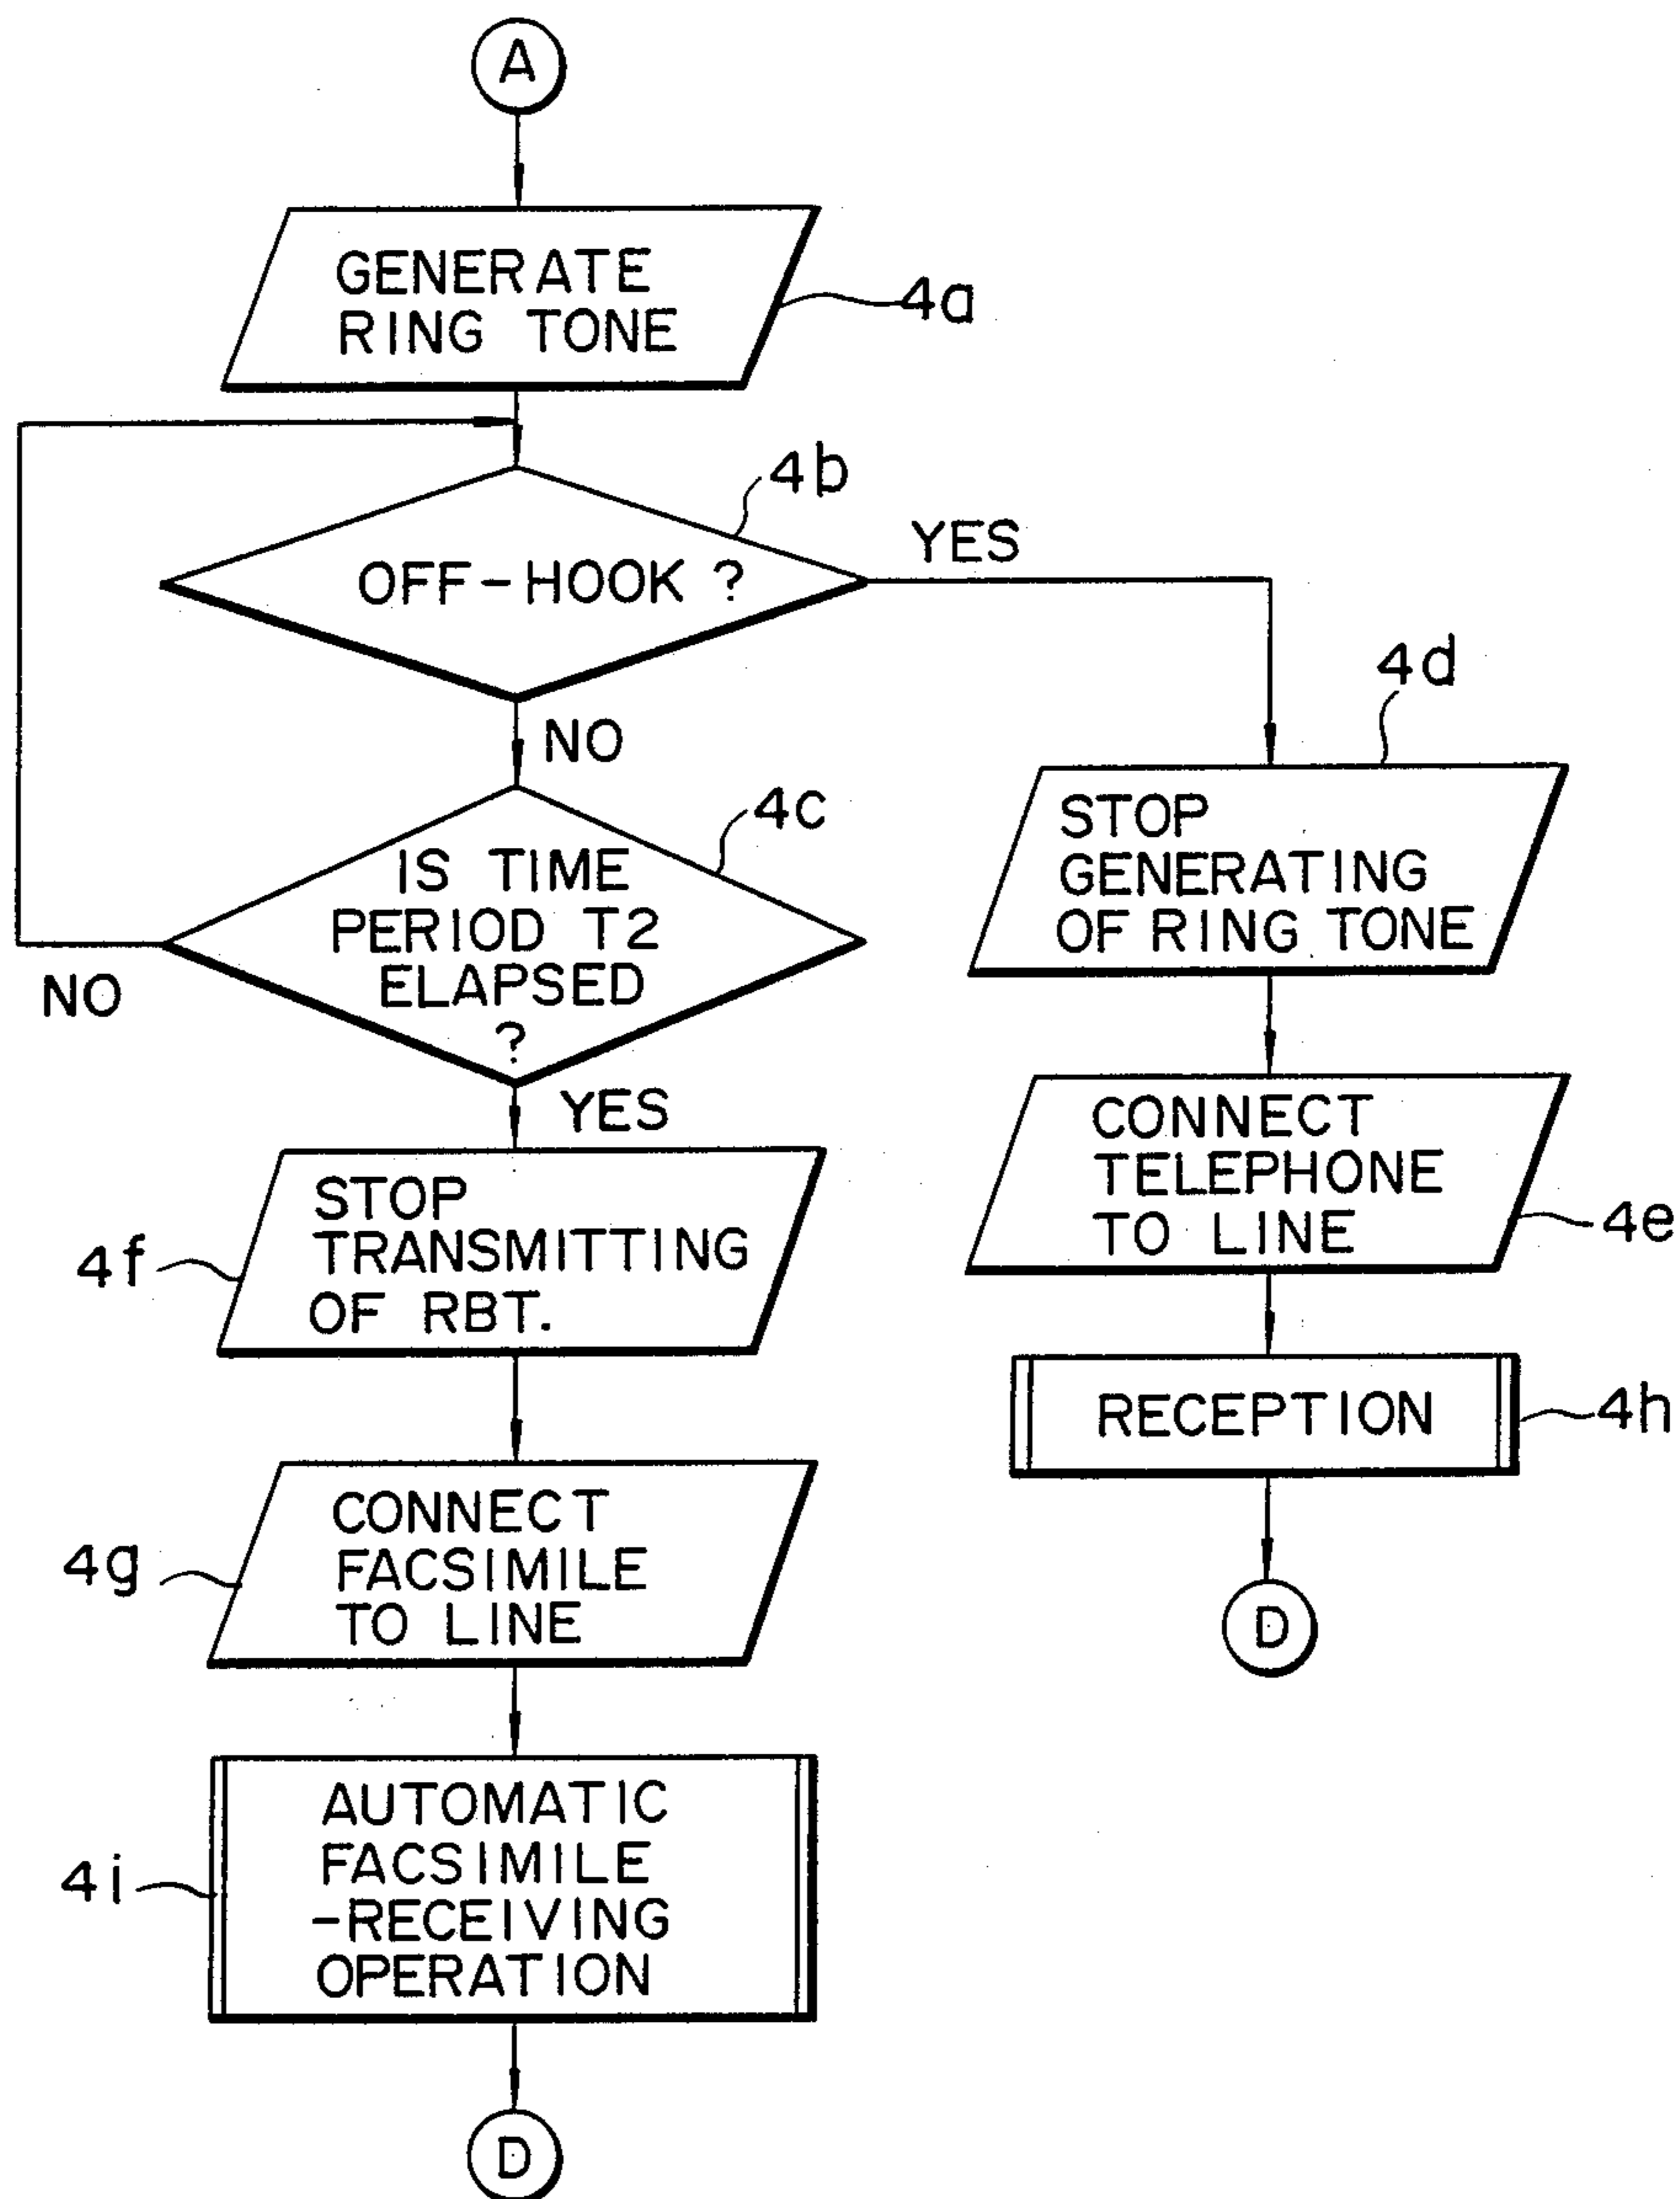 A
GENERATE
RING TONE
4a
4b
OFF-HOOK ?
YES
NO
4c
IS TIME
PERIOD T2
ELAPSED
?
NO
YES
4f
STOP
TRANSMITTING
OF RBT.
4g
CONNECT
FACSIMILE
TO LINE
4i
AUTOMATIC
FACSIMILE
-RECEIVING
OPERATION
D
4d
STOP
GENERATING
OF RING TONE
CONNECT
TELEPHONE
TO LINE
4e
RECEPTION
4h
D